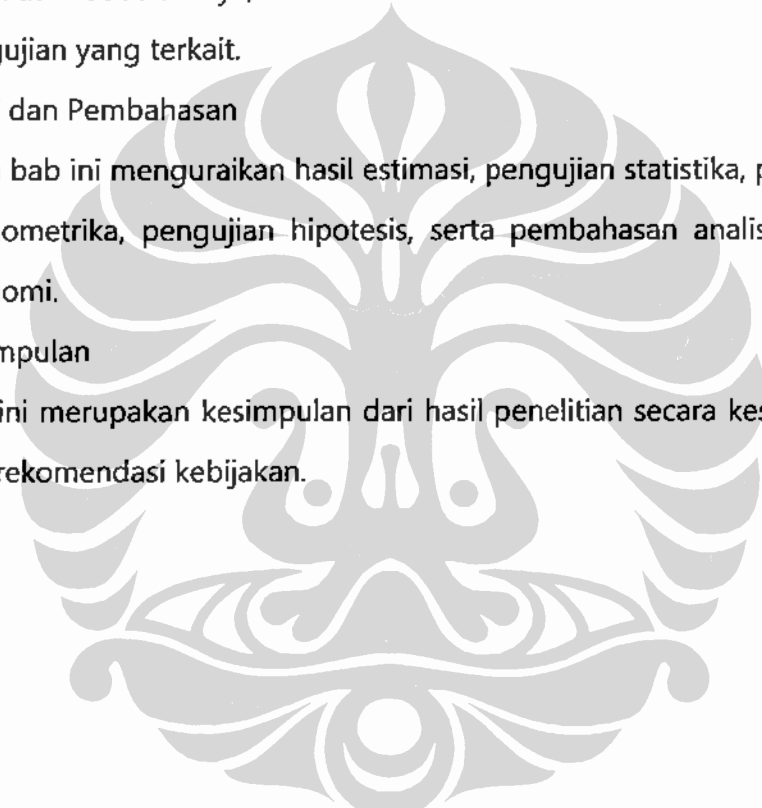 gujian yang terkait.
dan Pembahasan
bab ini menguraikan hasil estimasi, pengujian statistika, p
ometrika, pengujian hipotesis, serta pembahasan analis
omi.
mpulan
ini merupakan kesimpulan dari hasil penelitian secara kes
rekomendasi kebijakan.